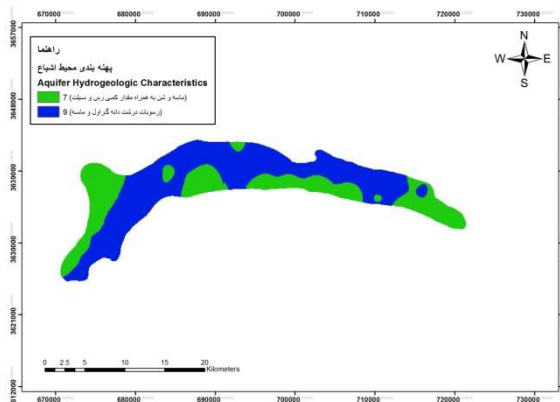 670000 680000 690000 700000 710000 720000 730000
3657000
3648000
3639000
3630000
3621000
3612000
راهنما
پهنه بندی محیط اشباع
Aquifer Hydrogeologic Characteristics
7 (ماسه و شن به همراه مقدار کمی رس و سیلت)
9 (رسوبات درشت دانه گراول و ماسه)
N
W E
S
0 2.5 5 10 15 20
Kilometers
670000 680000 690000 700000 710000 720000 730000